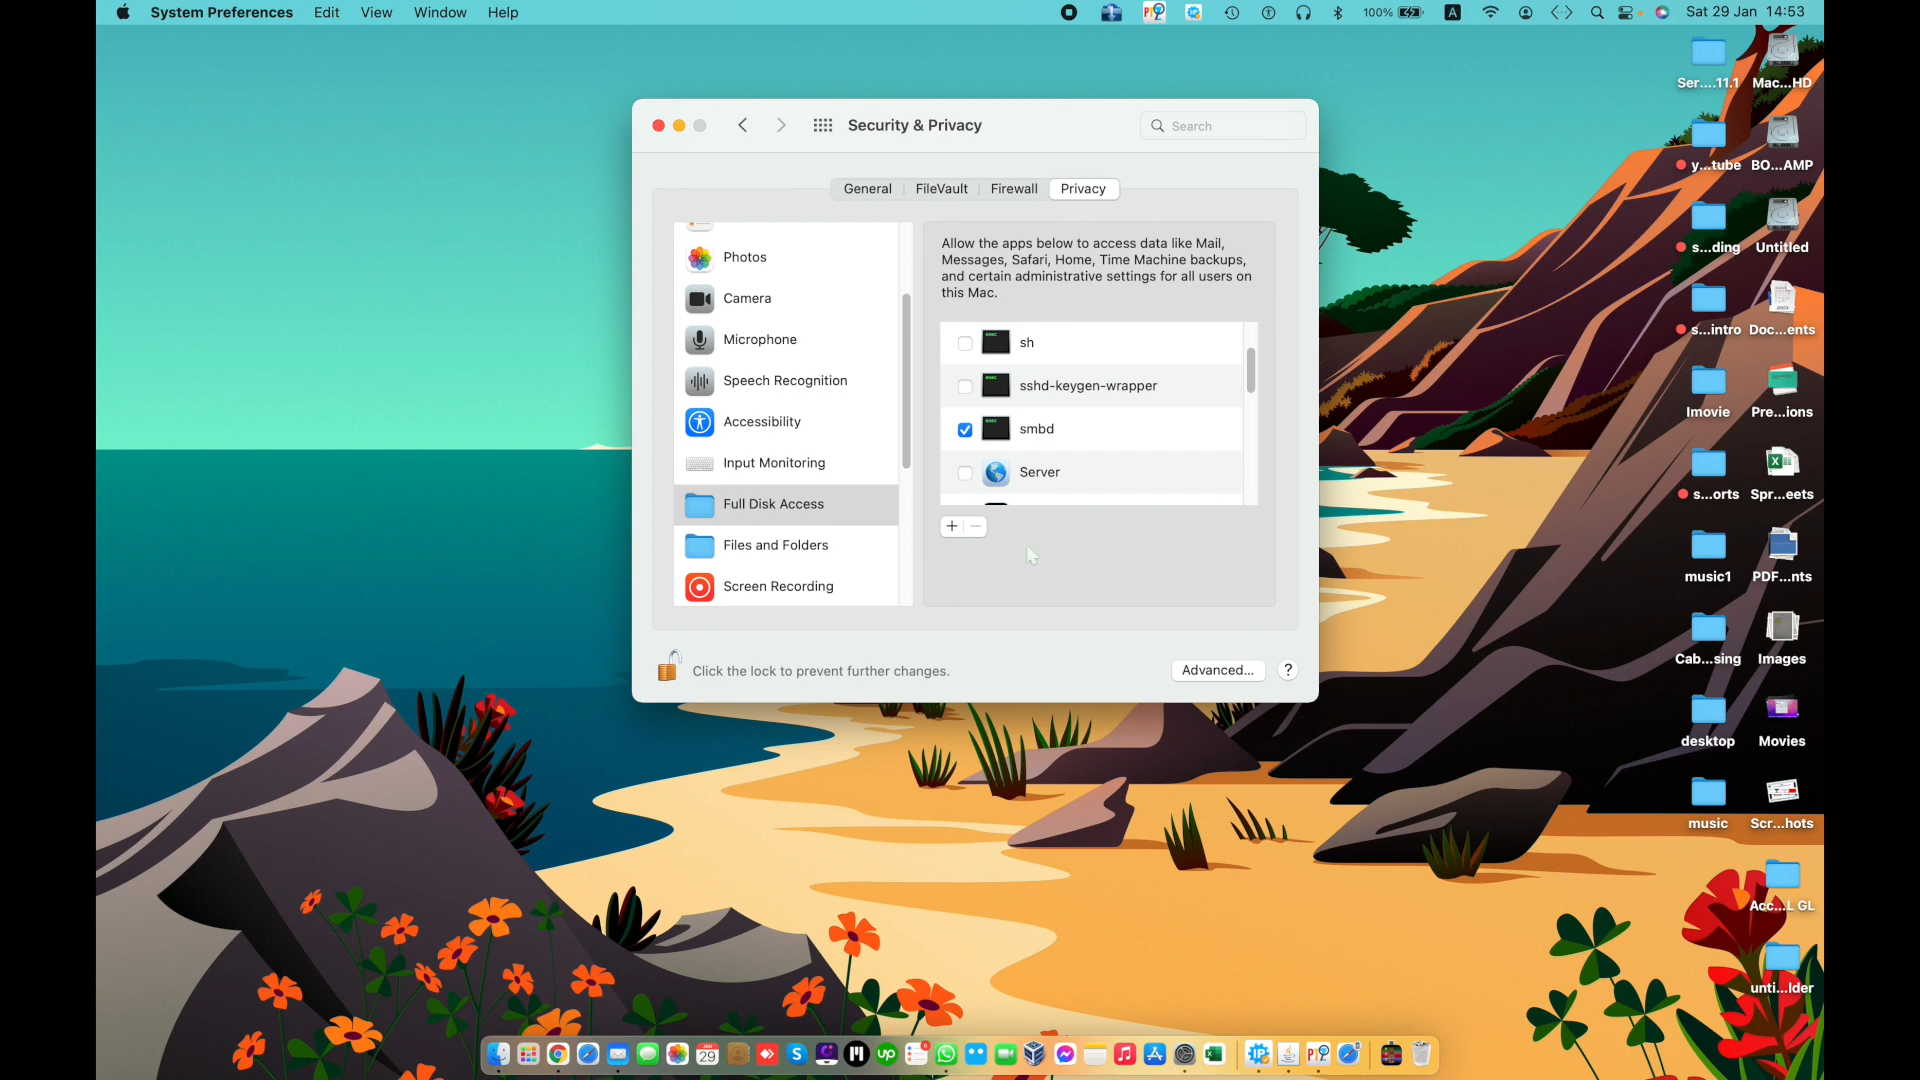 System Preferences Edit View Window Help 100% A Sat 29 Jan 14:53
Ser....11.1 Mac...HD
y...tube BO...AMP
s...ding Untitled
s...intro Doc...ents
Imovie Pre...ions
s...orts Spr...eets
music1 PDF...nts
Cab...sing Images
desktop Movies
music Scr...hots
Acc...L GL
unti...lder
Security & Privacy
Search
General FileVault Firewall Privacy
Photos
Camera
Microphone
Speech Recognition
Accessibility
Input Monitoring
Full Disk Access
Files and Folders
Screen Recording
Allow the apps below to access data like Mail,
Messages, Safari, Home, Time Machine backups,
and certain administrative settings for all users on
this Mac.
sh
sshd-keygen-wrapper
smbd
Server
Click the lock to prevent further changes.
Advanced... ?
29
up